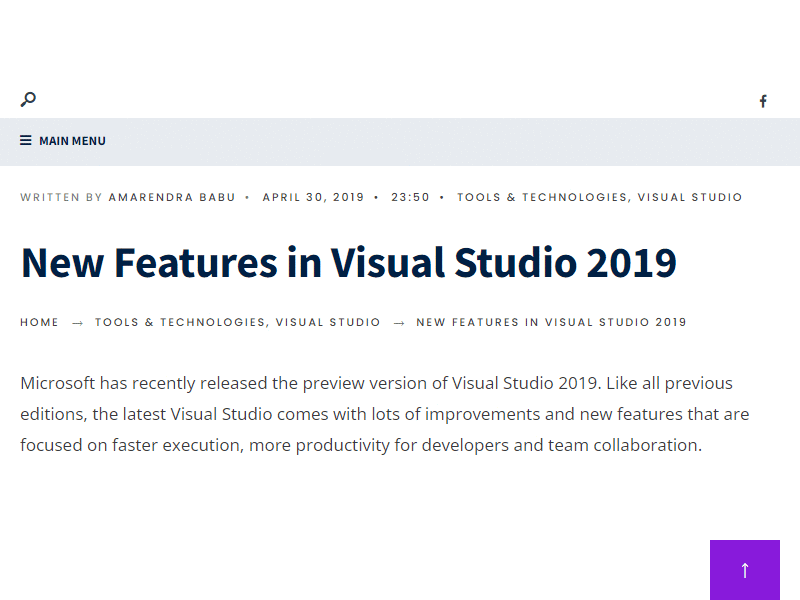 MAIN MENU
WRITTEN BY AMARENDRA BABU • APRIL 30, 2019 • 23:50 • TOOLS & TECHNOLOGIES, VISUAL STUDIO
New Features in Visual Studio 2019
HOME → TOOLS & TECHNOLOGIES, VISUAL STUDIO → NEW FEATURES IN VISUAL STUDIO 2019
Microsoft has recently released the preview version of Visual Studio 2019. Like all previous
editions, the latest Visual Studio comes with lots of improvements and new features that are
focused on faster execution, more productivity for developers and team collaboration.